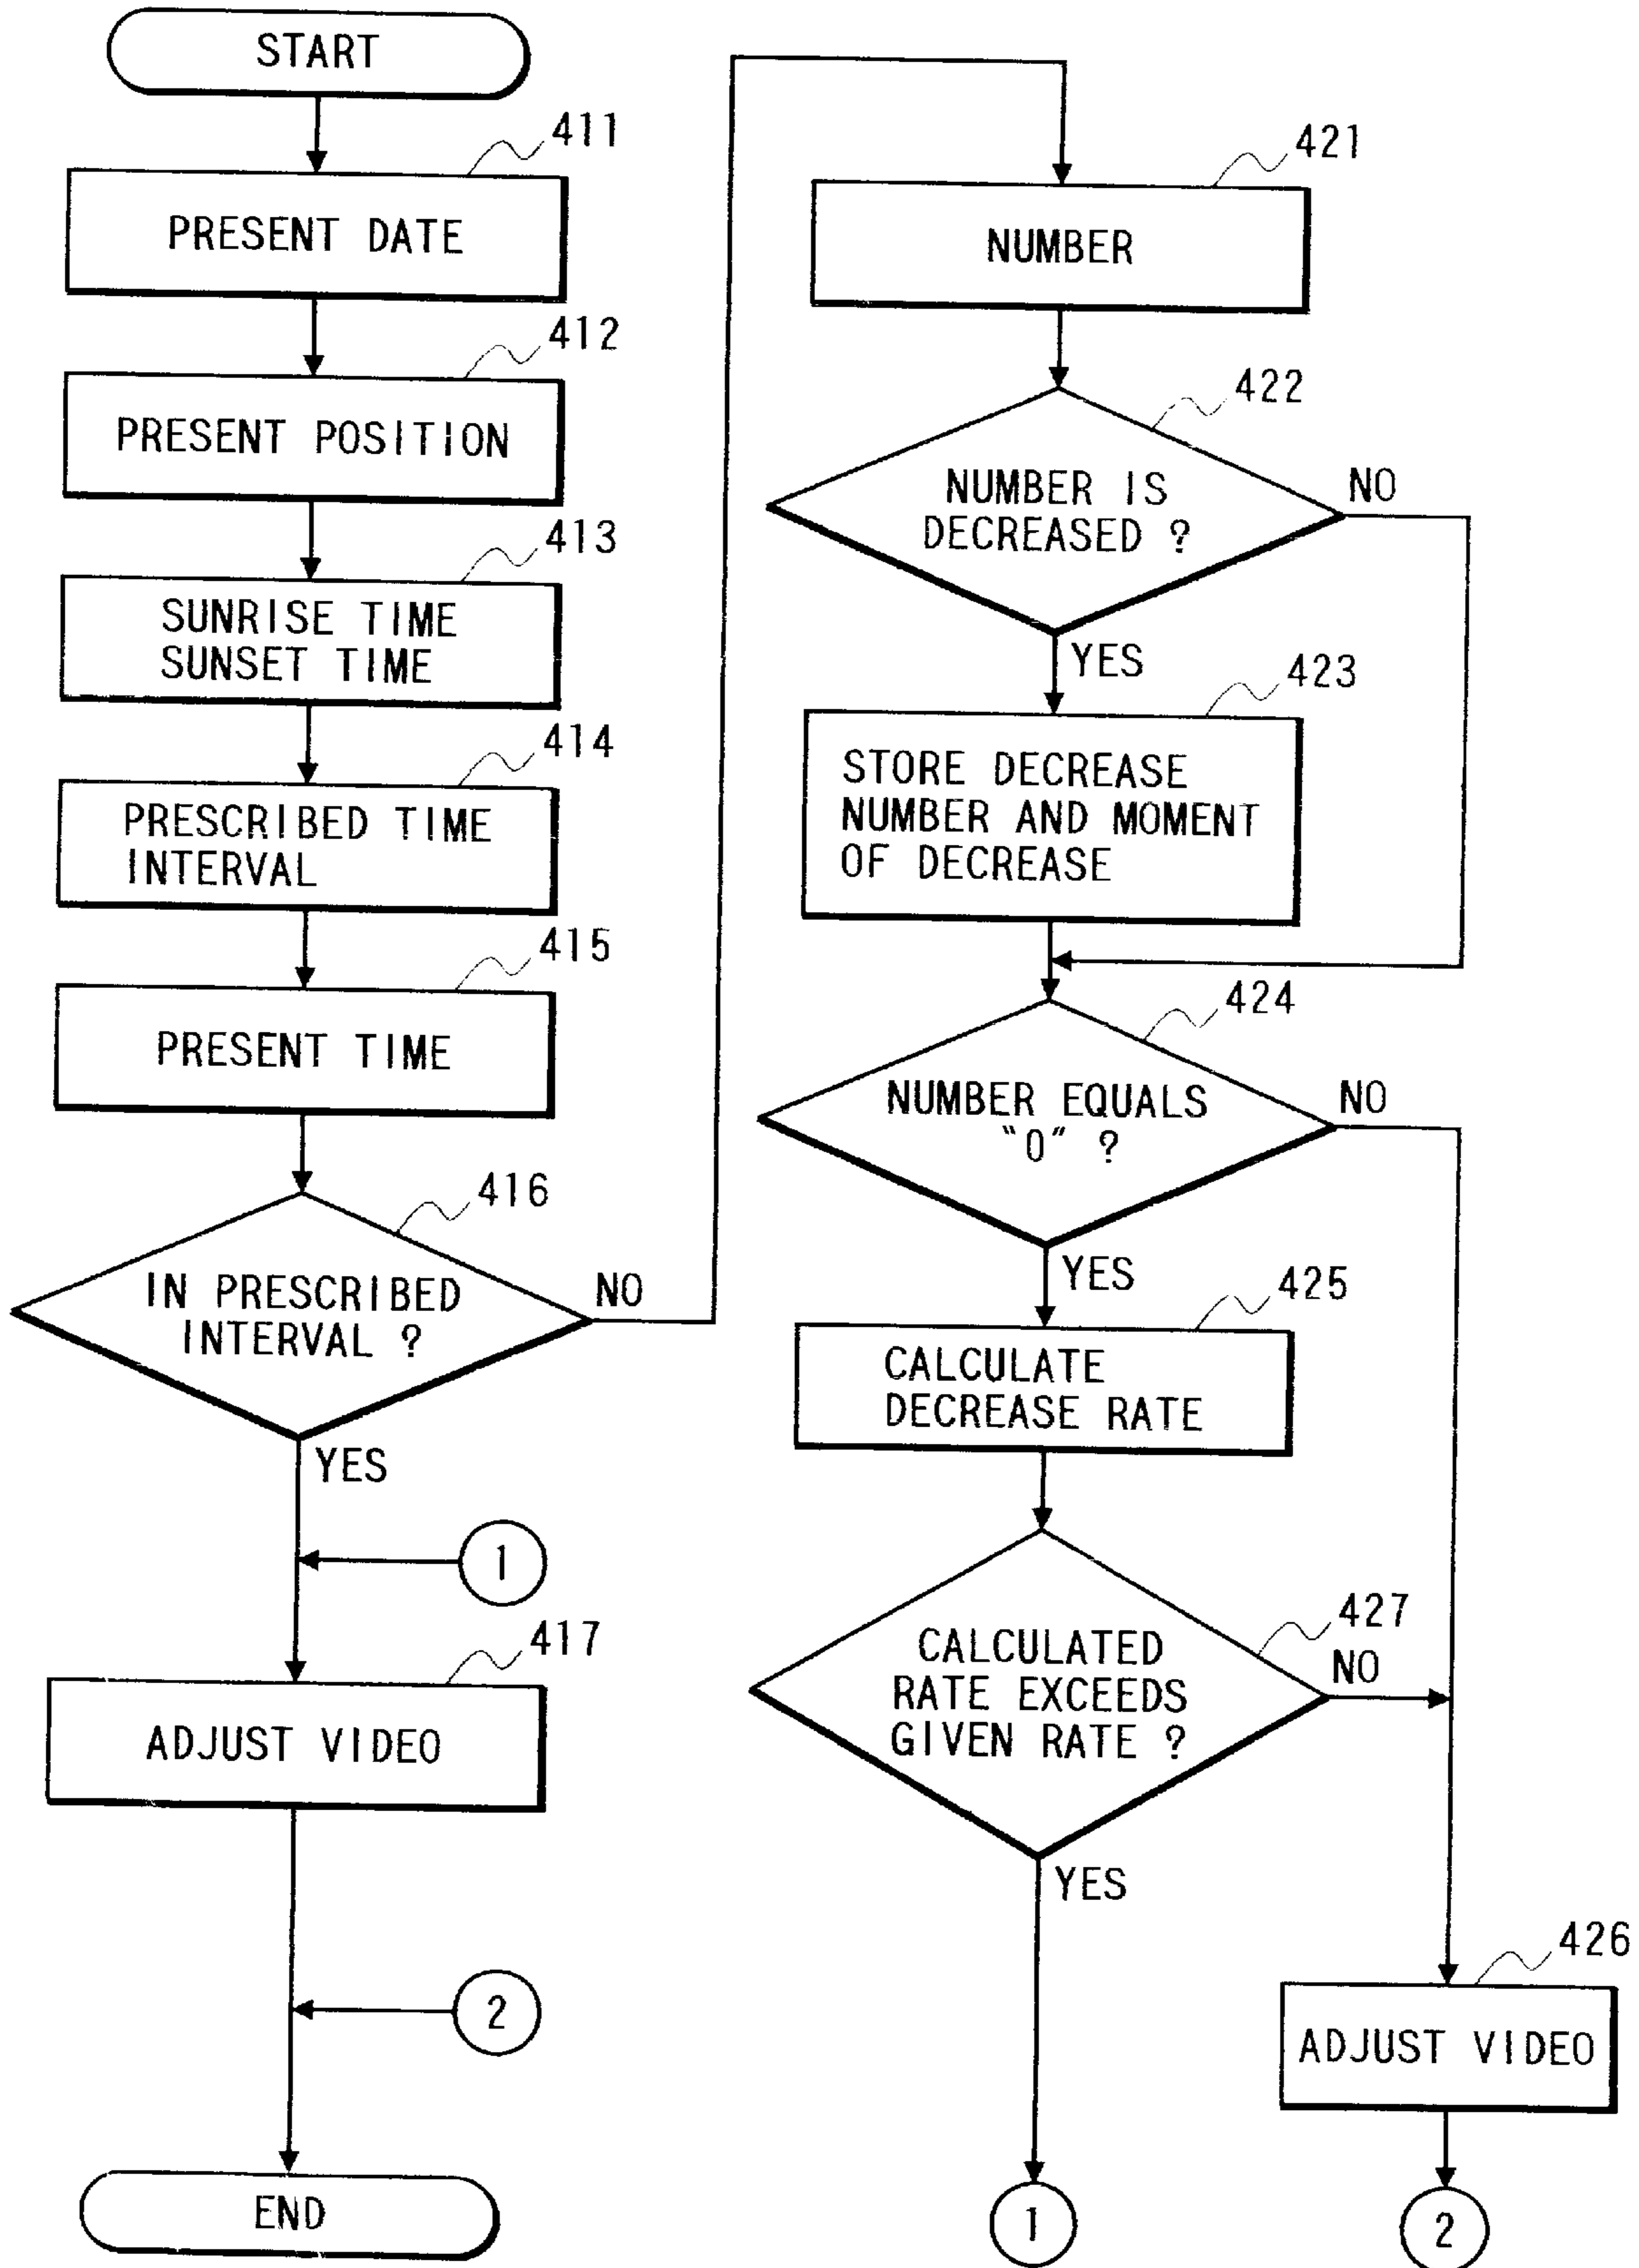 START
411
PRESENT DATE
412
PRESENT POSITION
413
SUNRISE TIME
SUNSET TIME
414
PRESCRIBED TIME
INTERVAL
415
PRESENT TIME
416
IN PRESCRIBED
INTERVAL ?
NO
YES
1
417
ADJUST VIDEO
2
END
421
NUMBER
422
NUMBER IS
DECREASED ?
NO
YES
423
STORE DECREASE
NUMBER AND MOMENT
OF DECREASE
424
NUMBER EQUALS
"0" ?
NO
YES
425
CALCULATE
DECREASE RATE
427
CALCULATED
RATE EXCEEDS
GIVEN RATE ?
NO
YES
426
ADJUST VIDEO
1
2